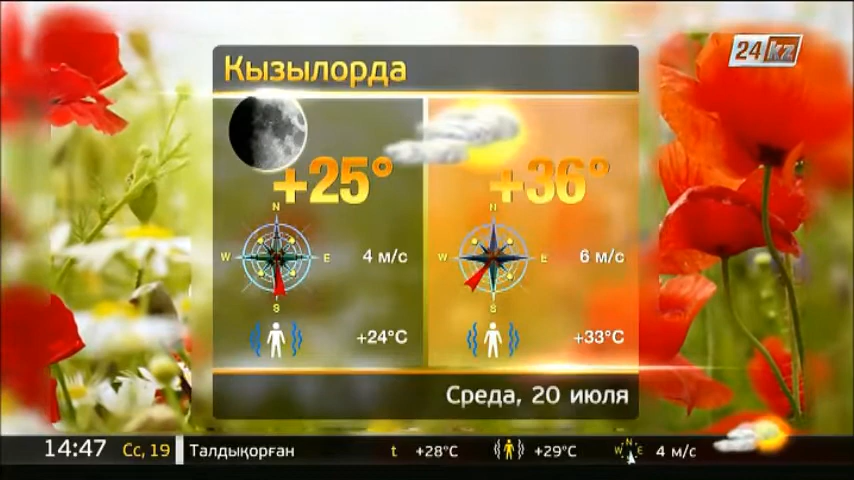 24kz
Кызылорда
+25° +36°
N N
W E W E
4 м/с 6 м/с
S S
+24°C +33°C
Среда, 20 июля
14:47 Сс, 19 Талдықорған t +28°C +29°C N W E 4 м/с